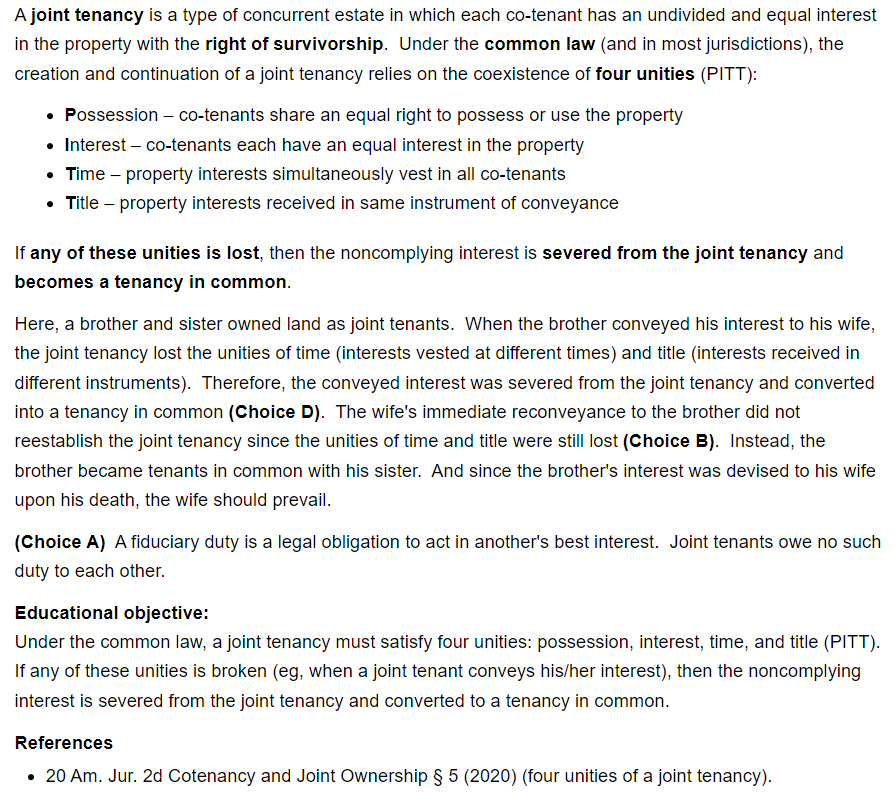 A joint tenancy is a type of concurrent estate in which each co-tenant has an undivided and equal interest
in the property with the right of survivorship.  Under the common law (and in most jurisdictions), the
creation and continuation of a joint tenancy relies on the coexistence of four unities (PITT):
• Possession – co-tenants share an equal right to possess or use the property
• Interest – co-tenants each have an equal interest in the property
• Time – property interests simultaneously vest in all co-tenants
• Title – property interests received in same instrument of conveyance
If any of these unities is lost, then the noncomplying interest is severed from the joint tenancy and
becomes a tenancy in common.
Here, a brother and sister owned land as joint tenants.  When the brother conveyed his interest to his wife,
the joint tenancy lost the unities of time (interests vested at different times) and title (interests received in
different instruments).  Therefore, the conveyed interest was severed from the joint tenancy and converted
into a tenancy in common (Choice D).  The wife's immediate reconveyance to the brother did not
reestablish the joint tenancy since the unities of time and title were still lost (Choice B).  Instead, the
brother became tenants in common with his sister.  And since the brother's interest was devised to his wife
upon his death, the wife should prevail.
(Choice A)  A fiduciary duty is a legal obligation to act in another's best interest.  Joint tenants owe no such
duty to each other.
Educational objective:
Under the common law, a joint tenancy must satisfy four unities: possession, interest, time, and title (PITT).
If any of these unities is broken (eg, when a joint tenant conveys his/her interest), then the noncomplying
interest is severed from the joint tenancy and converted to a tenancy in common.
References
• 20 Am. Jur. 2d Cotenancy and Joint Ownership § 5 (2020) (four unities of a joint tenancy).